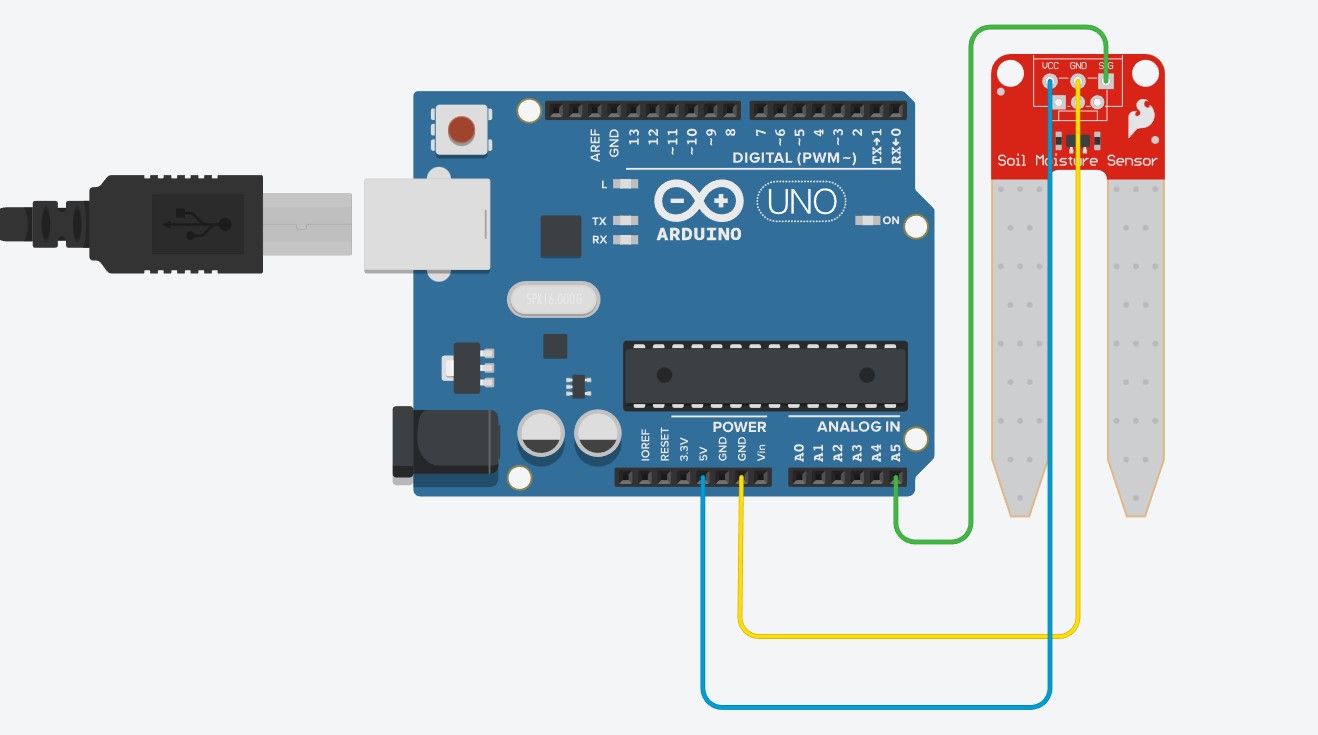 VCC GND SIG
Soil Moisture Sensor
AREF GND 13 12 ~11 ~10 ~9 8 7 ~6 ~5 4 ~3 2 TX→1 RX←0
DIGITAL (PWM~)
L
TX
RX
ARDUINO
UNO
ON
SPK16.000G
POWER
ANALOG IN
IOREF RESET 3.3V 5V GND GND Vin A0 A1 A2 A3 A4 A5